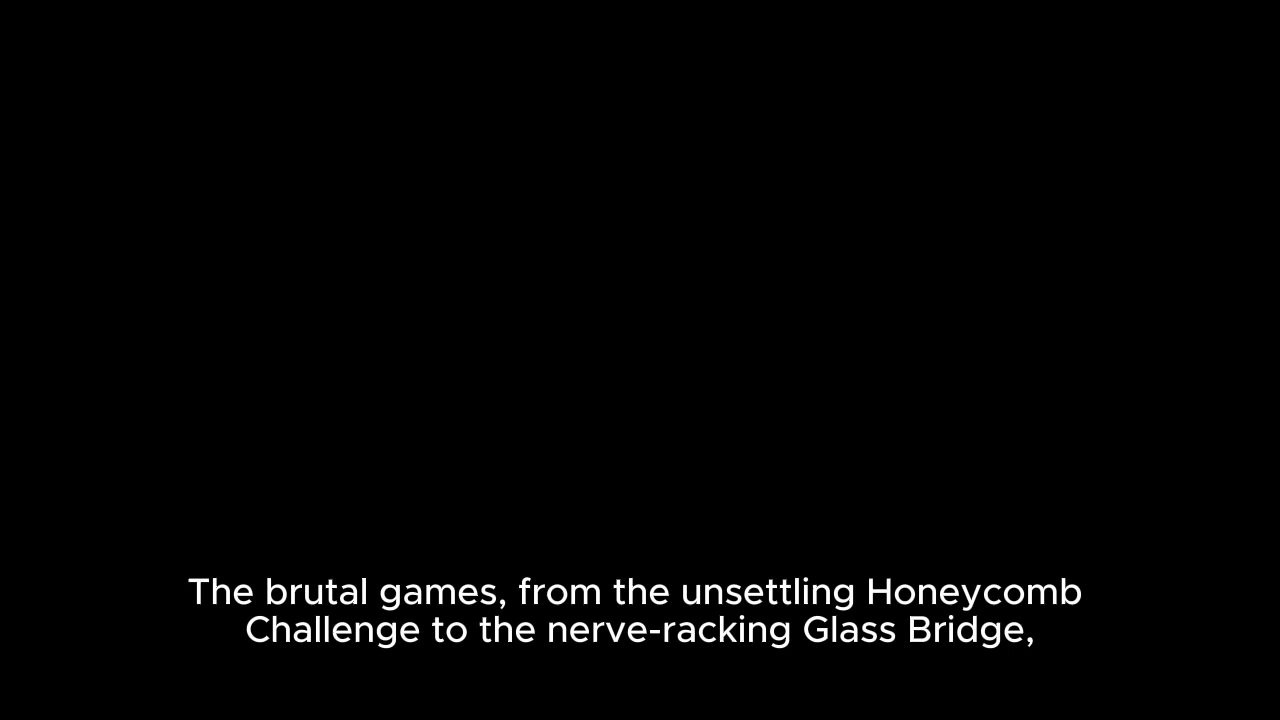 The brutal games, from the unsettling Honeycomb
Challenge to the nerve-racking Glass Bridge,